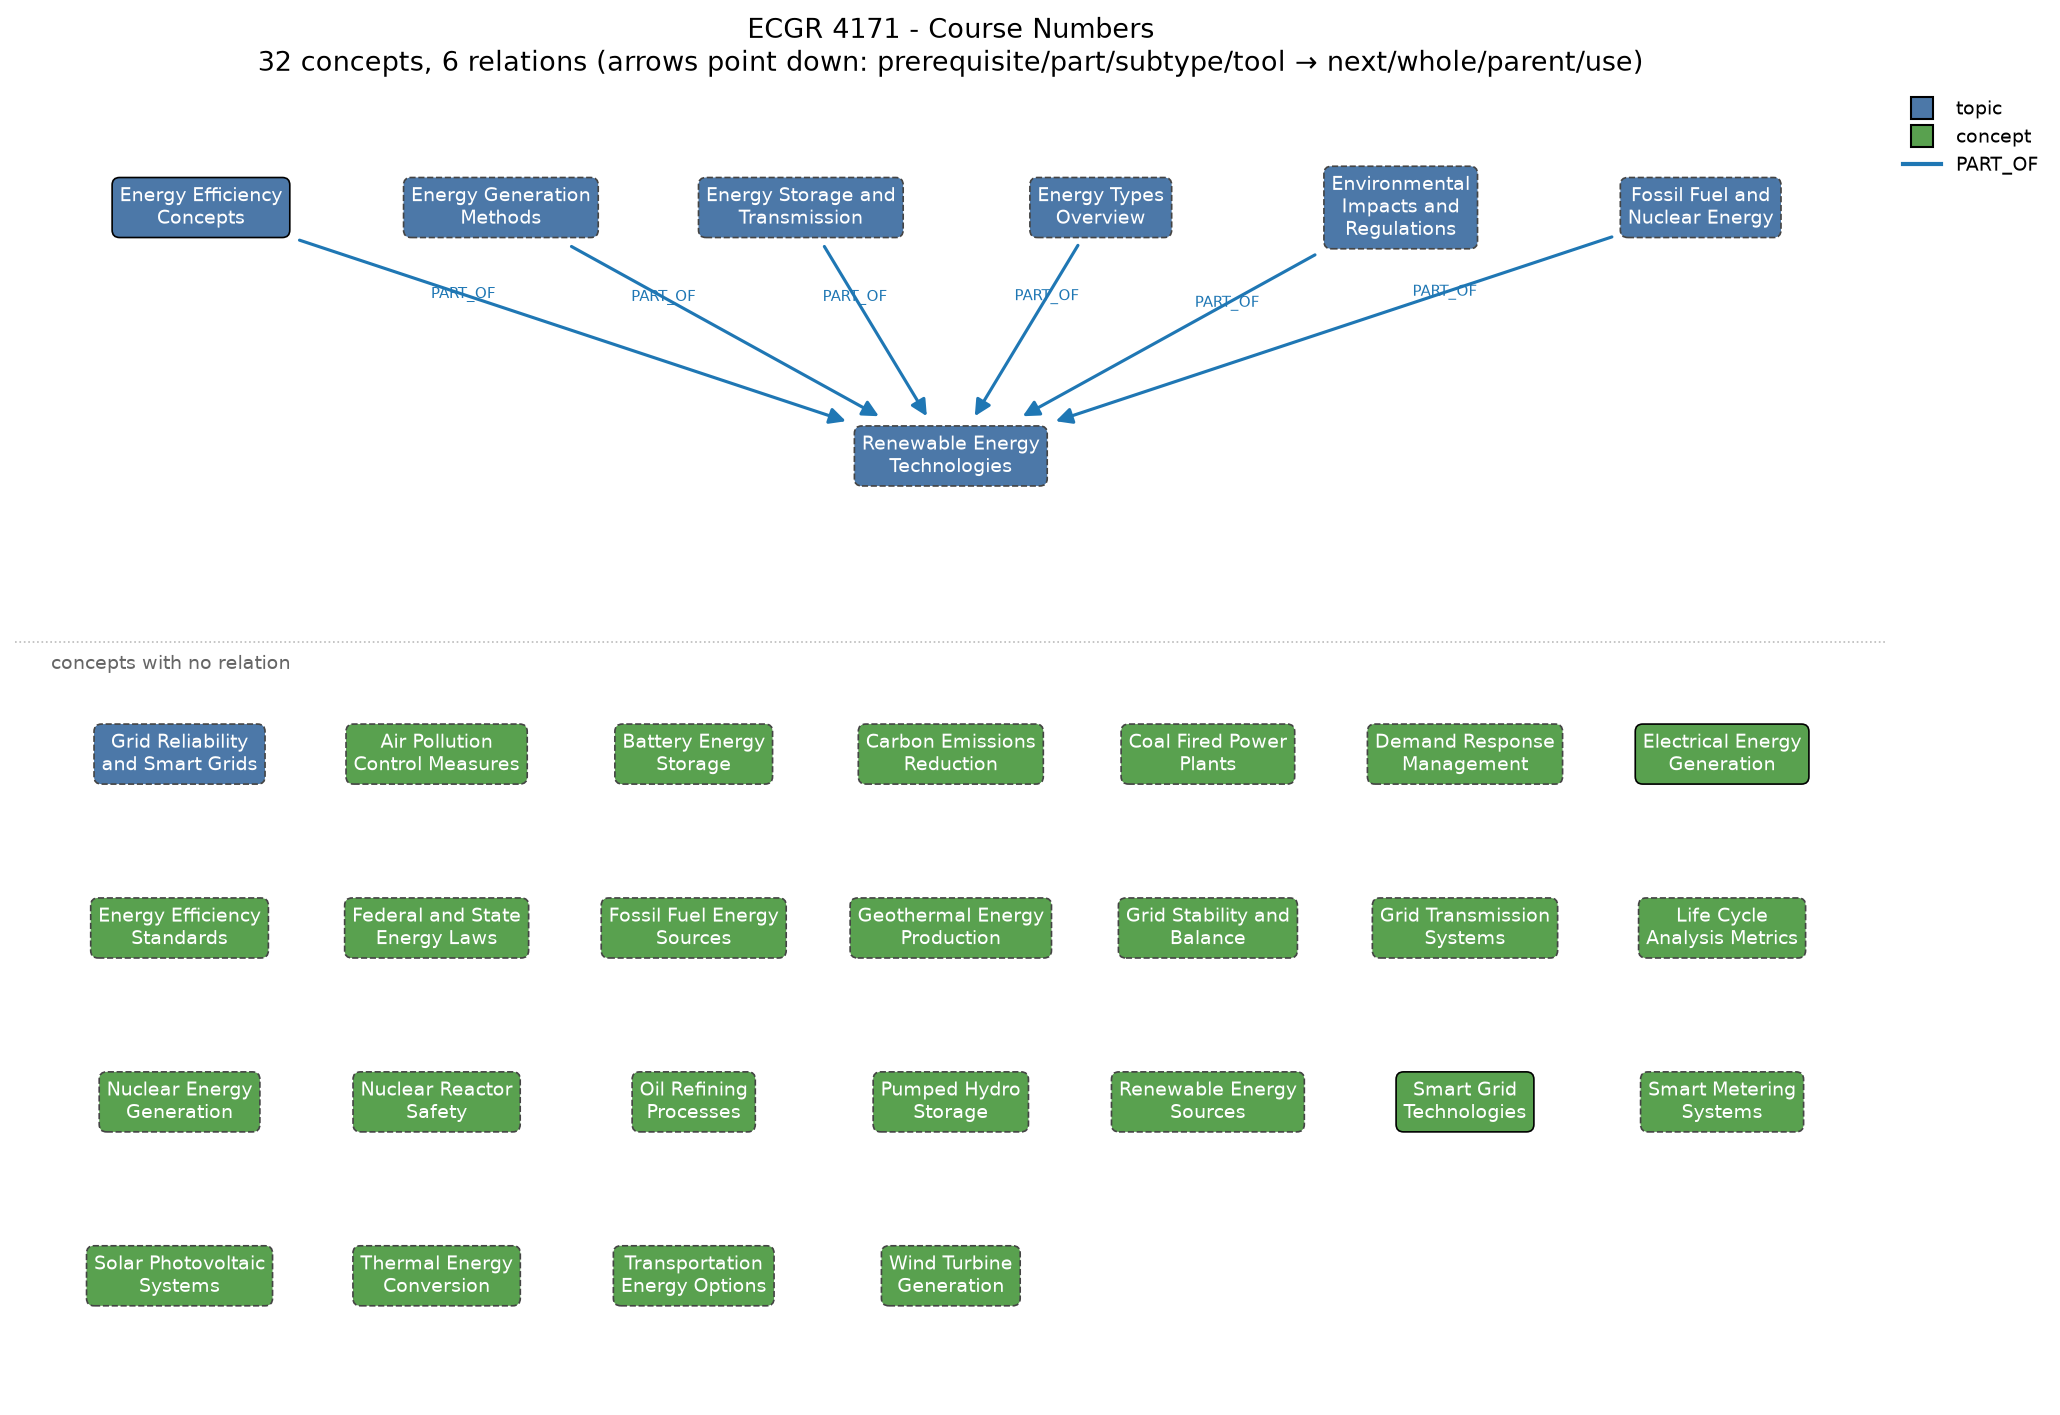 ECGR 4171 - Course Numbers
32 concepts, 6 relations (arrows point down: prerequisite/part/subtype/tool → next/whole/parent/use)
topic
concept
PART_OF
Energy Efficiency
Concepts
Energy Generation
Methods
Energy Storage and
Transmission
Energy Types
Overview
Environmental
Impacts and
Regulations
Fossil Fuel and
Nuclear Energy
PART_OF
PART_OF
PART_OF
PART_OF
PART_OF
PART_OF
Renewable Energy
Technologies
concepts with no relation
Grid Reliability
and Smart Grids
Air Pollution
Control Measures
Battery Energy
Storage
Carbon Emissions
Reduction
Coal Fired Power
Plants
Demand Response
Management
Electrical Energy
Generation
Energy Efficiency
Standards
Federal and State
Energy Laws
Fossil Fuel Energy
Sources
Geothermal Energy
Production
Grid Stability and
Balance
Grid Transmission
Systems
Life Cycle
Analysis Metrics
Nuclear Energy
Generation
Nuclear Reactor
Safety
Oil Refining
Processes
Pumped Hydro
Storage
Renewable Energy
Sources
Smart Grid
Technologies
Smart Metering
Systems
Solar Photovoltaic
Systems
Thermal Energy
Conversion
Transportation
Energy Options
Wind Turbine
Generation